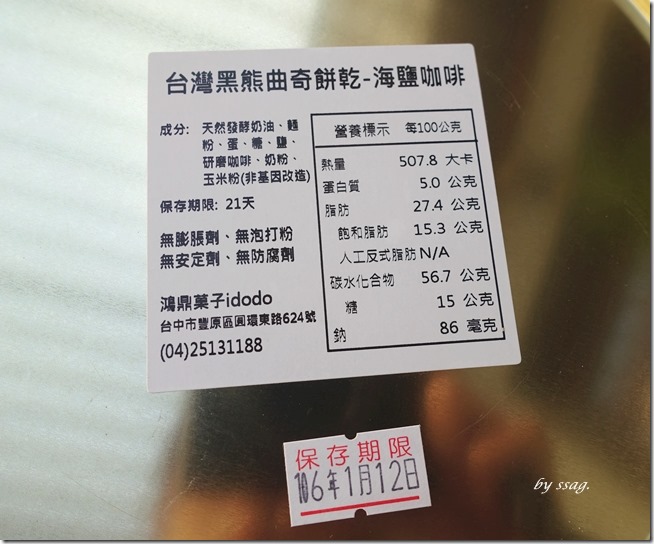 台灣黑熊曲奇餅乾-海鹽咖啡
成分: 天然發酵奶油、麵
粉、蛋、糖、鹽、
研磨咖啡、奶粉、
玉米粉(非基因改造)
保存期限: 21天
無膨脹劑、無泡打粉
無安定劑、無防腐劑
鴻鼎菓子idodo
台中市豐原區圓環東路624號
(04)25131188
營養標示 每100公克
熱量 507.8 大卡
蛋白質 5.0 公克
脂肪 27.4 公克
飽和脂肪 15.3 公克
人工反式脂肪 N/A
碳水化合物 56.7 公克
糖 15 公克
鈉 86 毫克
保存期限
106年1月12日
by ssag.